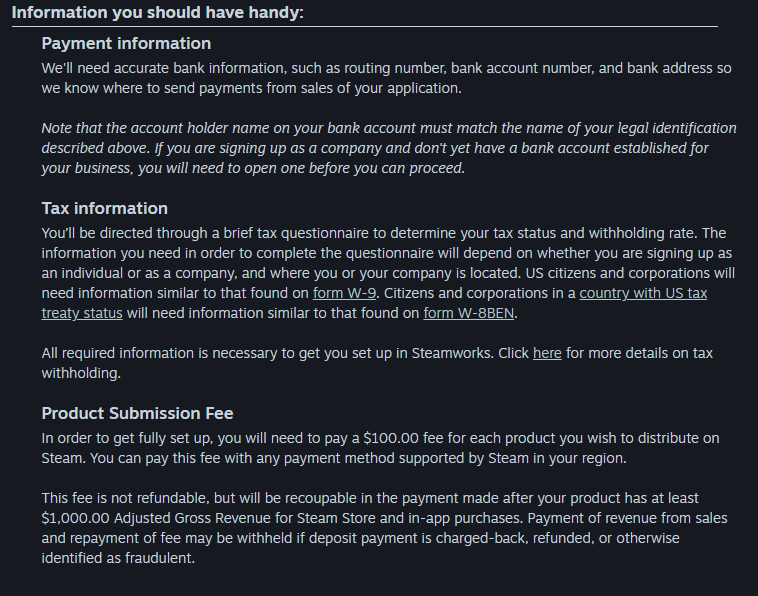 Information you should have handy:
Payment information
We'll need accurate bank information, such as routing number, bank account number, and bank address so
we know where to send payments from sales of your application.
Note that the account holder name on your bank account must match the name of your legal identification
described above. If you are signing up as a company and don't yet have a bank account established for
your business, you will need to open one before you can proceed.
Tax information
You'll be directed through a brief tax questionnaire to determine your tax status and withholding rate. The
information you need in order to complete the questionnaire will depend on whether you are signing up as
an individual or as a company, and where you or your company is located. US citizens and corporations will
need information similar to that found on form W-9. Citizens and corporations in a country with US tax
treaty status will need information similar to that found on form W-8BEN.
All required information is necessary to get you set up in Steamworks. Click here for more details on tax
withholding.
Product Submission Fee
In order to get fully set up, you will need to pay a $100.00 fee for each product you wish to distribute on
Steam. You can pay this fee with any payment method supported by Steam in your region.
This fee is not refundable, but will be recoupable in the payment made after your product has at least
$1,000.00 Adjusted Gross Revenue for Steam Store and in-app purchases. Payment of revenue from sales
and repayment of fee may be withheld if deposit payment is charged-back, refunded, or otherwise
identified as fraudulent.